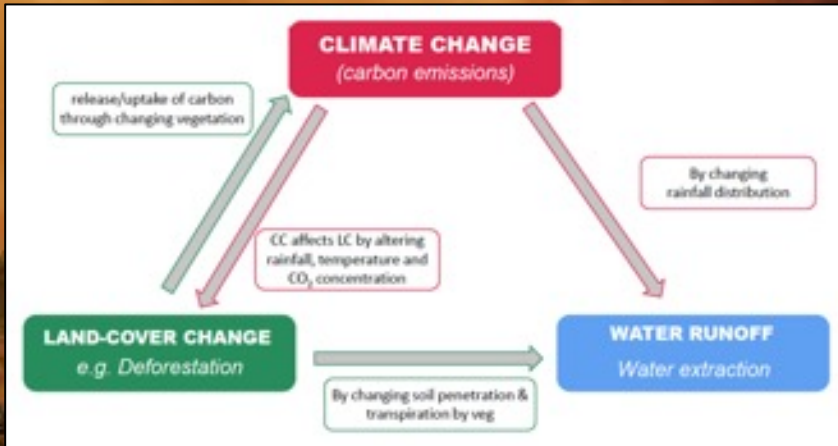 CLIMATE CHANGE
(carbon emissions)
release/uptake of carbon
through changing vegetation
By changing
rainfall distribution
CC affects LC by altering
rainfall, temperature and
CO₂ concentration
LAND-COVER CHANGE
e.g. Deforestation
WATER RUNOFF
Water extraction
By changing soil penetration &
transpiration by veg